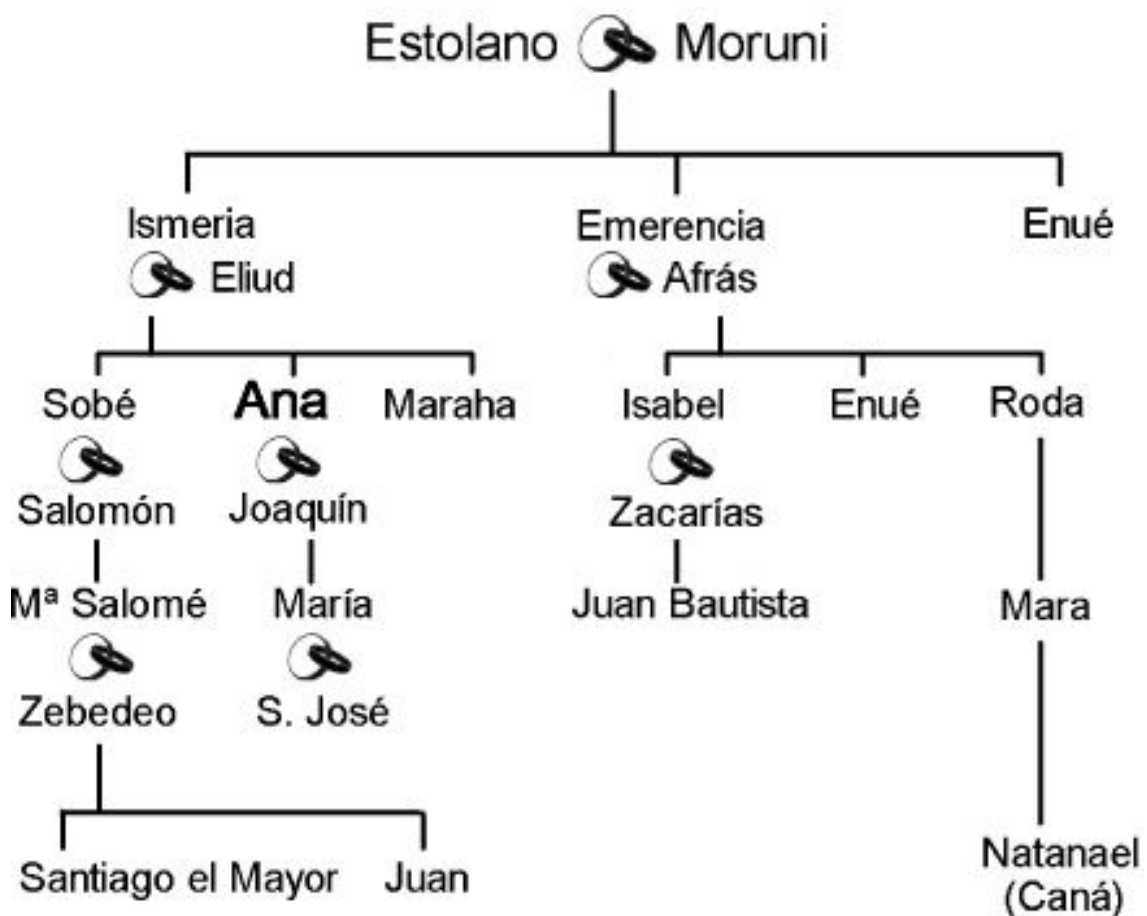 Estolano Moruni
Ismeria Emerencia Enué
Eliud Afrás
Sobé Ana Maraha Isabel Enué Roda
Salomón Joaquín Zacarías
Mª Salomé María Juan Bautista Mara
Zebedeo S. José
Santiago el Mayor Juan Natanael
(Caná)